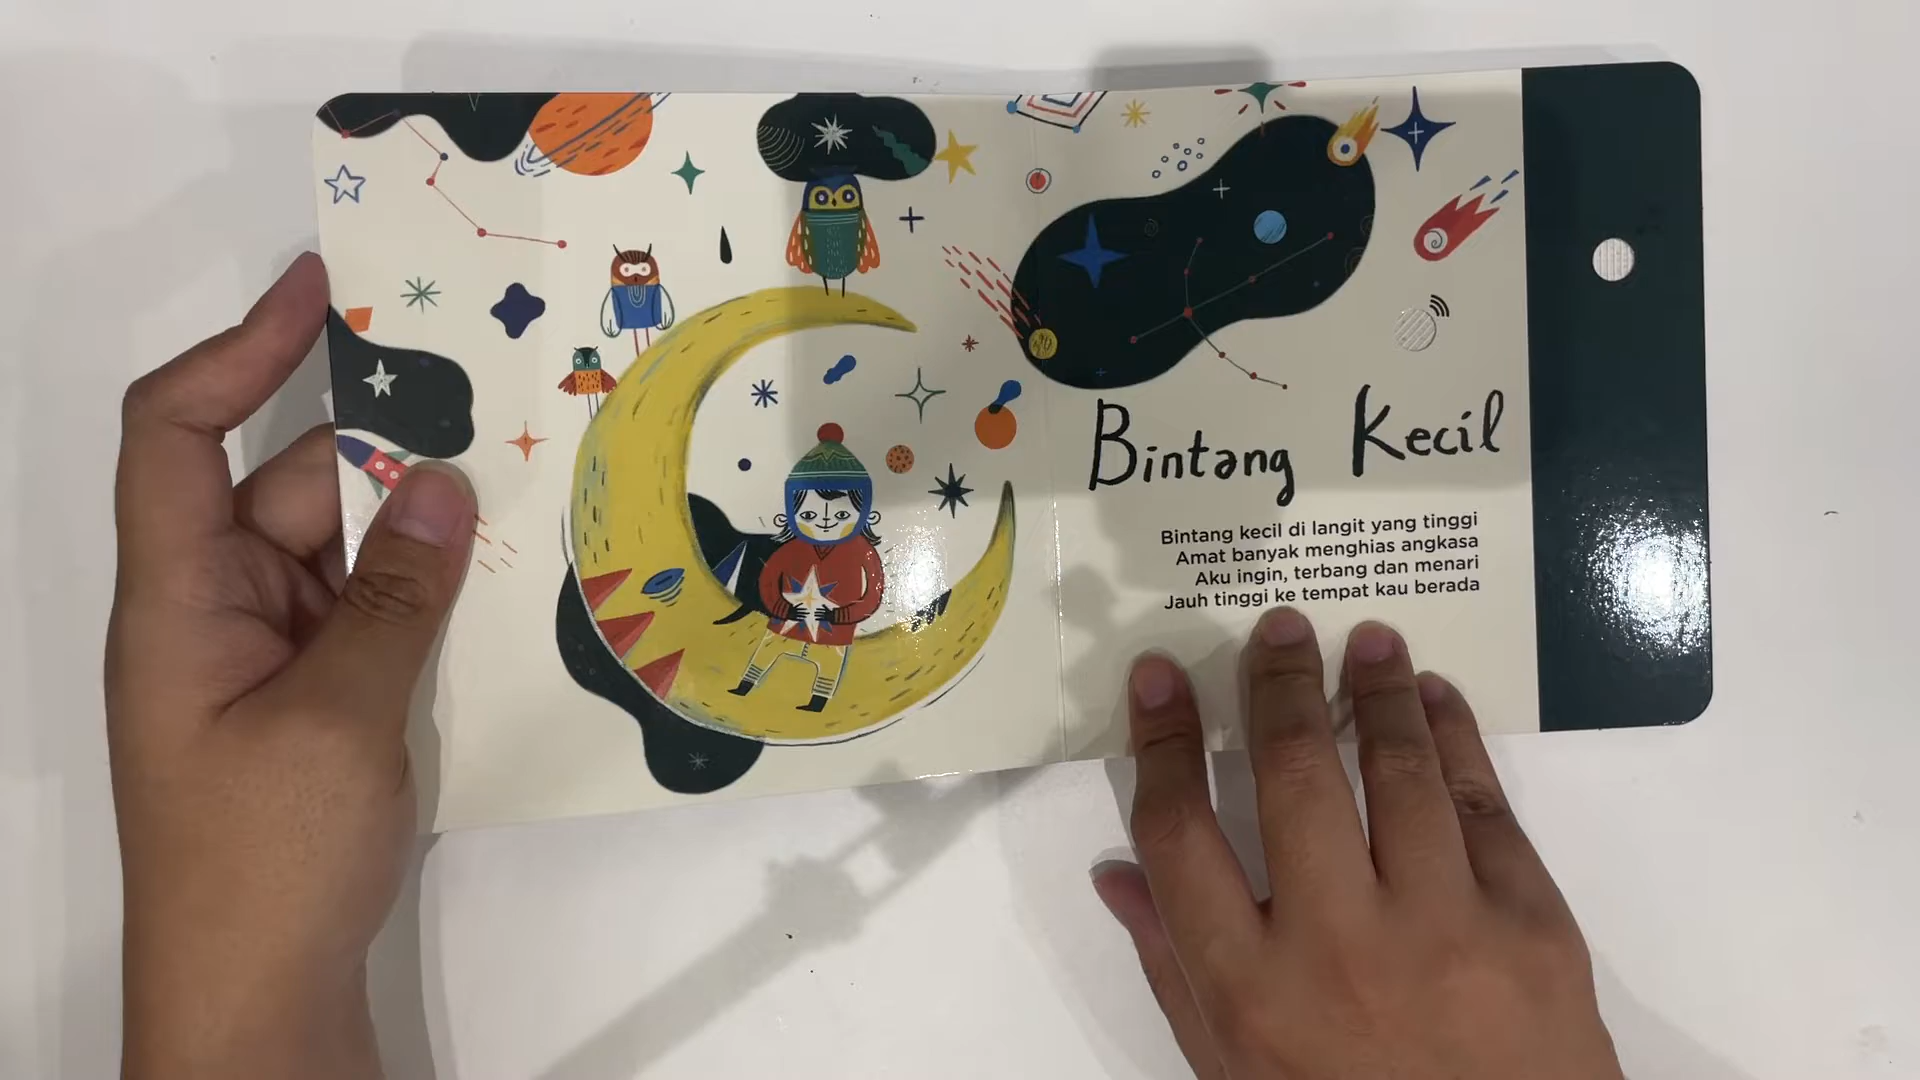 Bintang Kecil
Bintang kecil di langit yang tinggi
Amat banyak menghias angkasa
Aku ingin, terbang dan menari
Jauh tinggi ke tempat kau berada